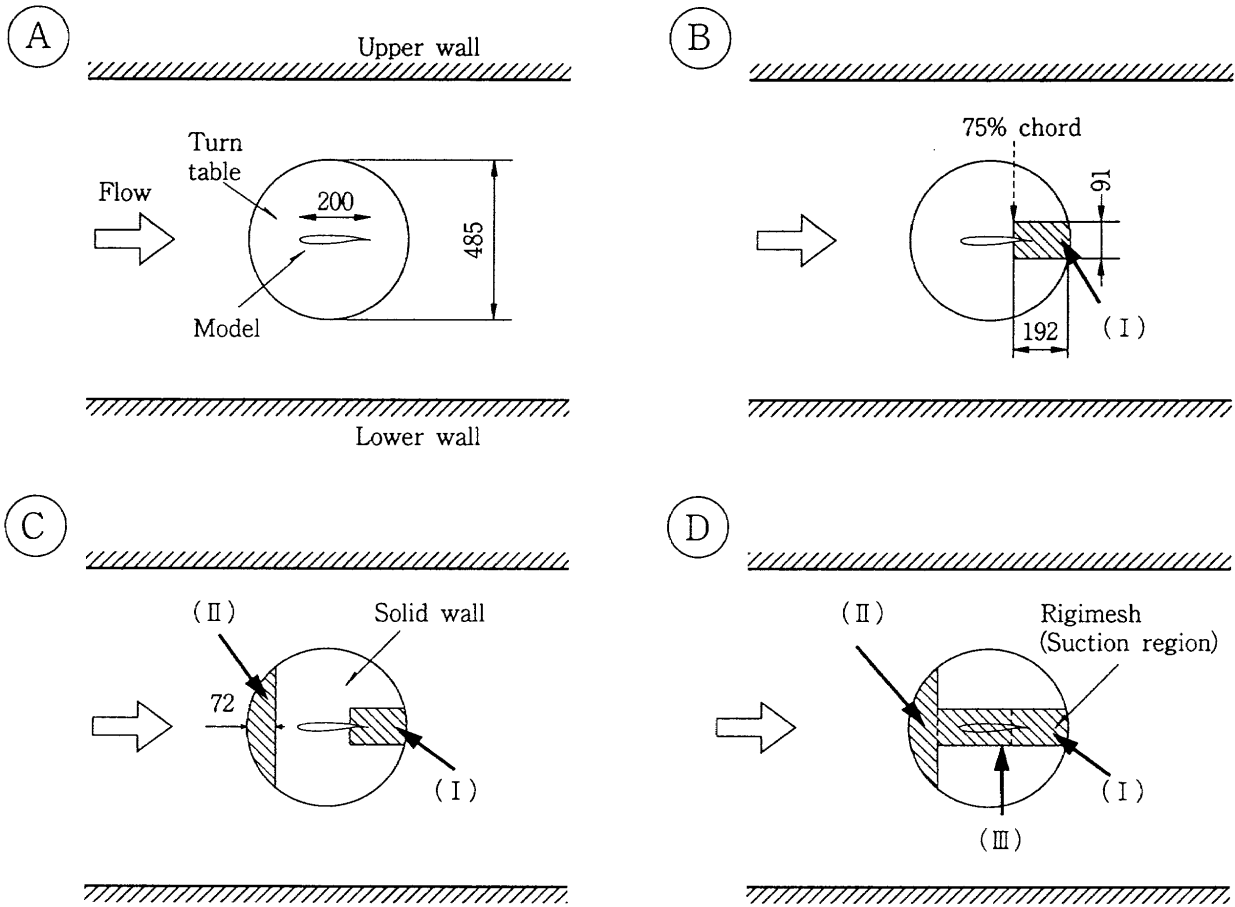 A
Upper wall
Turn
table
Flow
200
485
Model
Lower wall
B
75% chord
91
192
(I)
C
(II)
Solid wall
72
(I)
D
(II)
Rigimesh
(Suction region)
(I)
(III)